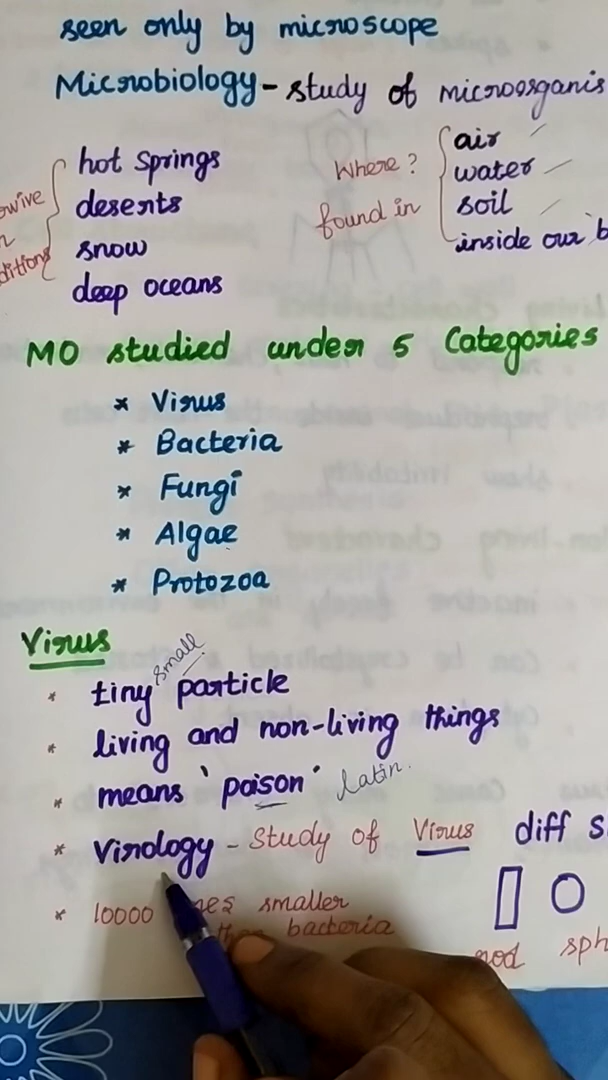 seen only by microscope
Microbiology - study of microorganis
hot Springs
deserts
snow
deep oceans
Where?
found in
air
water
soil
inside our b
MO studied under 5 Categories
* Virus
* Bacteria
* Fungi
* Algae
* Protozoa
Virus
* tiny particle
small
* living and non-living things
* means 'poison' Latin.
* Virology - Study of Virus
* 10000 smaller
bacteria
diff s
rod sph